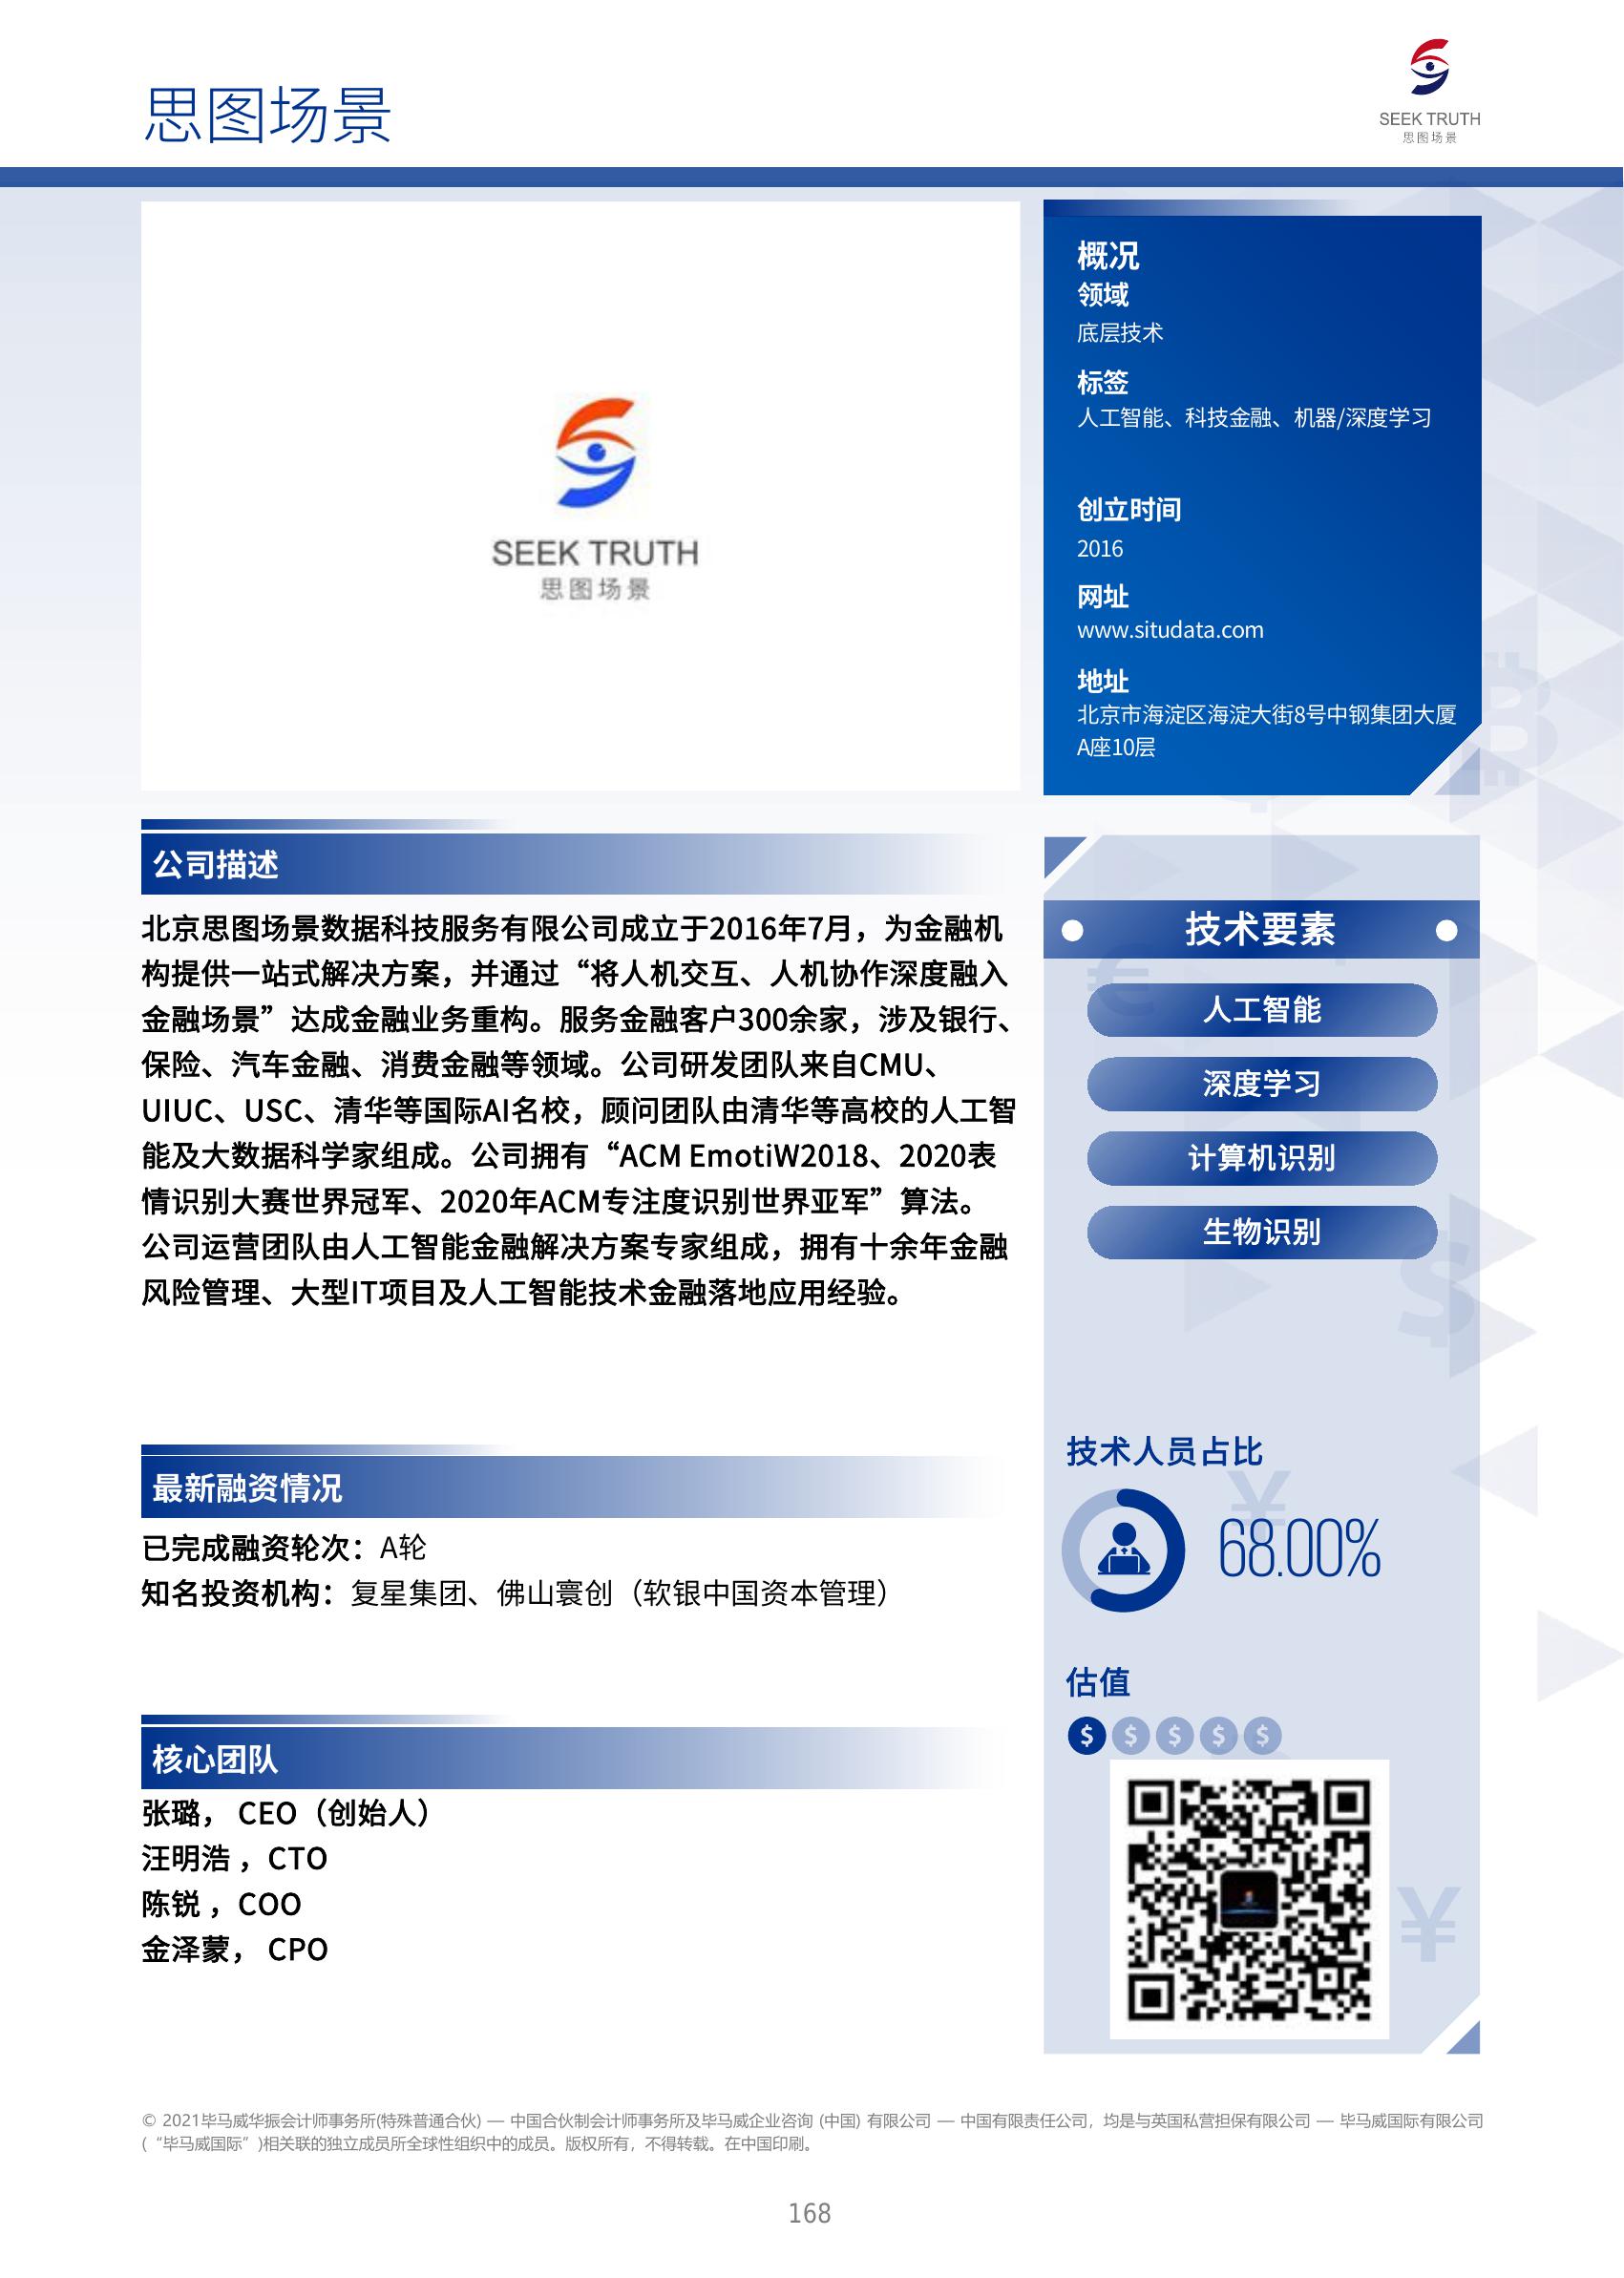 思图场景
SEEK TRUTH
思图场景
SEEK TRUTH
思图场景
概况
领域
底层技术
标签
人工智能、科技金融、机器/深度学习
创立时间
2016
网址
www.situdata.com
地址
北京市海淀区海淀大街8号中钢集团大厦
A座10层
公司描述
北京思图场景数据科技服务有限公司成立于2016年7月，为金融机
构提供一站式解决方案，并通过“将人机交互、人机协作深度融入
金融场景”达成金融业务重构。服务金融客户300余家，涉及银行、
保险、汽车金融、消费金融等领域。公司研发团队来自CMU、
UIUC、USC、清华等国际AI名校，顾问团队由清华等高校的人工智
能及大数据科学家组成。公司拥有“ACM EmotiW2018、2020表
情识别大赛世界冠军、2020年ACM专注度识别世界亚军”算法。
公司运营团队由人工智能金融解决方案专家组成，拥有十余年金融
风险管理、大型IT项目及人工智能技术金融落地应用经验。
最新融资情况
已完成融资轮次：A轮
知名投资机构：复星集团、佛山寰创（软银中国资本管理）
核心团队
张璐， CEO（创始人）
汪明浩 ，CTO
陈锐 ，COO
金泽蒙， CPO
技术要素
人工智能
深度学习
计算机识别
生物识别
技术人员占比
68.00%
估值
$ $ $ $ $
© 2021毕马威华振会计师事务所(特殊普通合伙) — 中国合伙制会计师事务所及毕马威企业咨询 (中国) 有限公司 — 中国有限责任公司，均是与英国私营担保有限公司 — 毕马威国际有限公司
(“毕马威国际”)相关联的独立成员所全球性组织中的成员。版权所有，不得转载。在中国印刷。
168